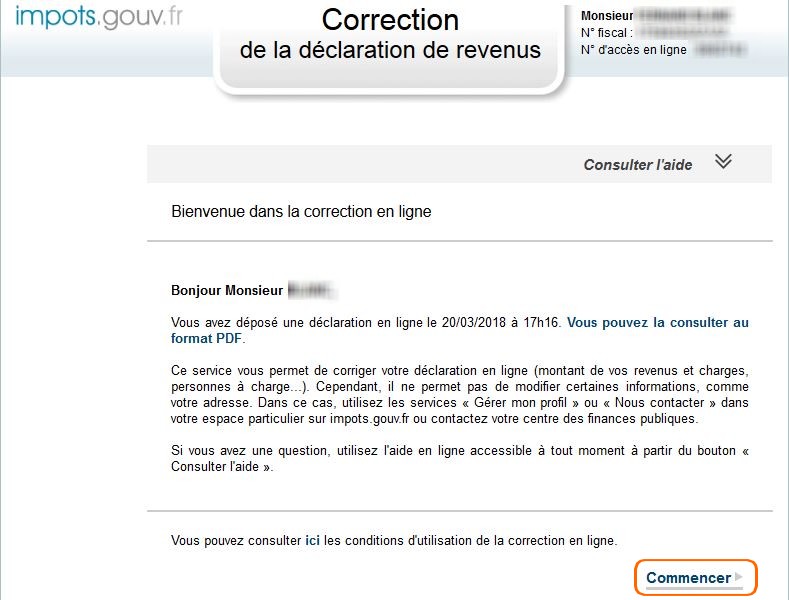 impots.gouv.fr
Correction
de la déclaration de revenus
Monsieur
N° fiscal :
N° d'accès en ligne
Consulter l'aide
Bienvenue dans la correction en ligne
Bonjour Monsieur
Vous avez déposé une déclaration en ligne le 20/03/2018 à 17h16. Vous pouvez la consulter au
format PDF.
Ce service vous permet de corriger votre déclaration en ligne (montant de vos revenus et charges,
personnes à charge...). Cependant, il ne permet pas de modifier certaines informations, comme
votre adresse. Dans ce cas, utilisez les services « Gérer mon profil » ou « Nous contacter » dans
votre espace particulier sur impots.gouv.fr ou contactez votre centre des finances publiques.
Si vous avez une question, utilisez l'aide en ligne accessible à tout moment à partir du bouton «
Consulter l'aide ».
Vous pouvez consulter ici les conditions d'utilisation de la correction en ligne.
Commencer